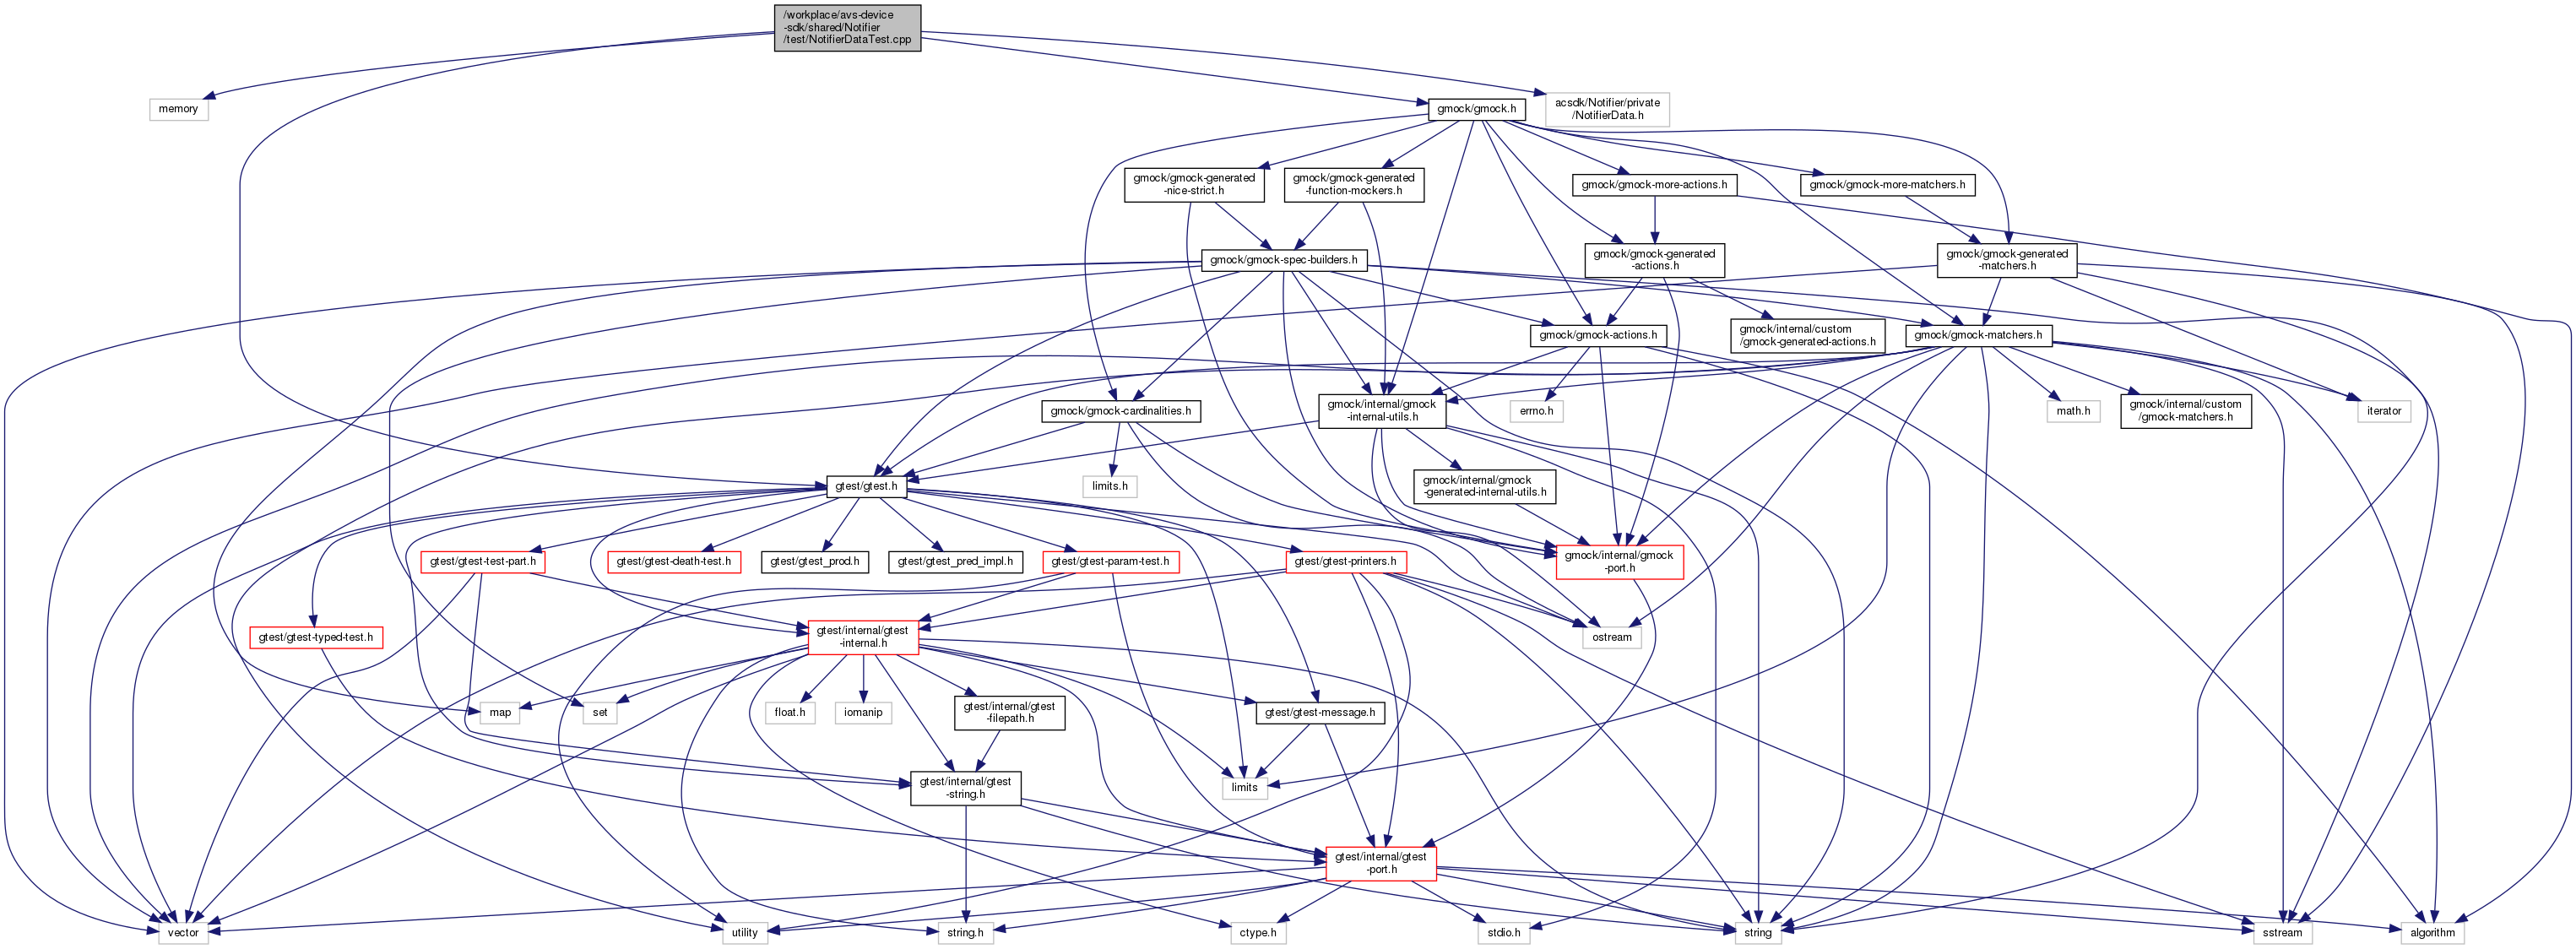 /workplace/avs-device
-sdk/shared/Notifier
/test/NotifierDataTest.cpp
memory
gmock/gmock.h
acsdk/Notifier/private
/NotifierData.h
gmock/gmock-generated
-nice-strict.h
gmock/gmock-generated
-function-mockers.h
gmock/gmock-more-actions.h
gmock/gmock-more-matchers.h
gmock/gmock-spec-builders.h
gmock/gmock-generated
-actions.h
gmock/gmock-generated
-matchers.h
gmock/gmock-actions.h
gmock/internal/custom
/gmock-generated-actions.h
gmock/gmock-matchers.h
gmock/gmock-cardinalities.h
gmock/internal/gmock
-internal-utils.h
errno.h
math.h
gmock/internal/custom
/gmock-matchers.h
iterator
gtest/gtest.h
limits.h
gmock/internal/gmock
-generated-internal-utils.h
gtest/gtest-test-part.h
gtest/gtest-death-test.h
gtest/gtest_prod.h
gtest/gtest_pred_impl.h
gtest/gtest-param-test.h
gtest/gtest-printers.h
gmock/internal/gmock
-port.h
gtest/gtest-typed-test.h
gtest/internal/gtest
-internal.h
ostream
map
set
float.h
iomanip
gtest/internal/gtest
-filepath.h
gtest/gtest-message.h
gtest/internal/gtest
-string.h
limits
gtest/internal/gtest
-port.h
vector
utility
string.h
ctype.h
stdio.h
string
sstream
algorithm